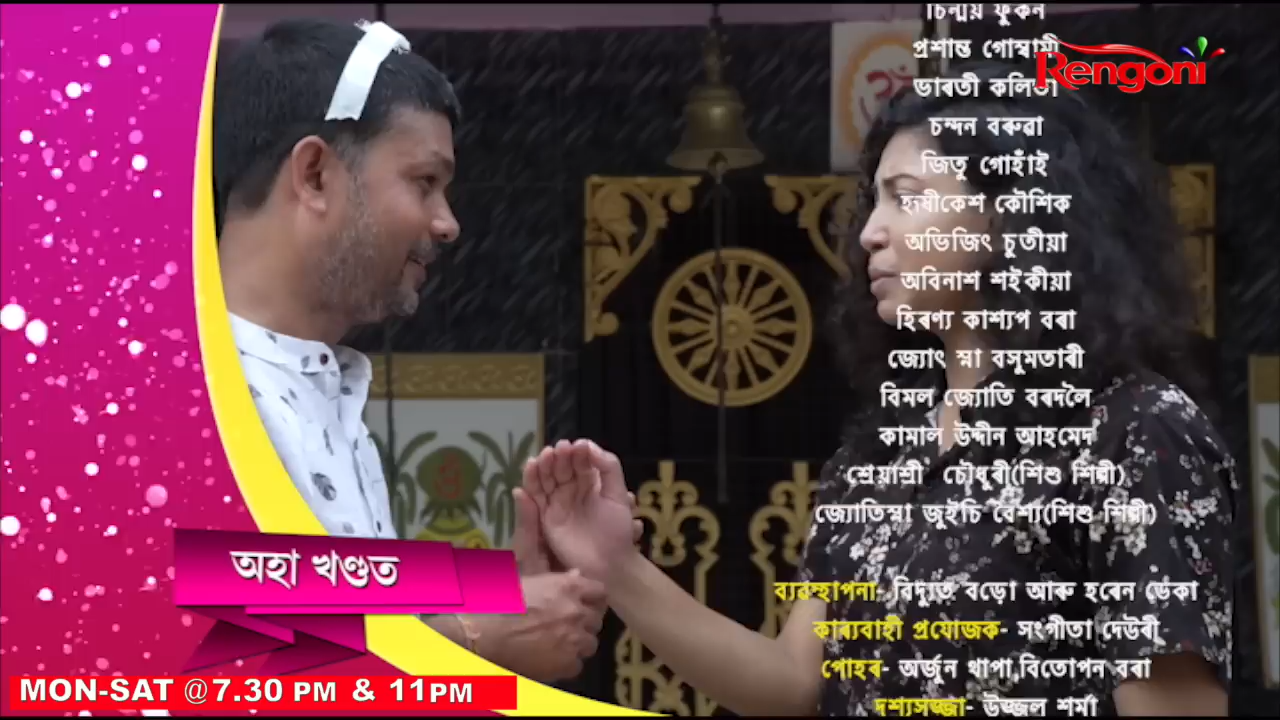 চিন্ময় ফুকন
প্ৰশান্ত গোস্বামী
Rengoni
ভাৰতী কলিতা
চন্দন বৰুৱা
জিতু গোহাঁই
হৃষীকেশ কৌশিক
অভিজিৎ চুতীয়া
অবিনাশ শইকীয়া
হিৰণ্য কাশ্যপ বৰা
জ্যোৎ স্না বসুমতাৰী
বিমল জ্যোতি বৰদলৈ
কামাল উদ্দীন আহমেদ
শ্ৰেয়াশ্ৰী চৌধুৰী(শিশু শিল্পী)
জ্যোতিস্না জুইচি বৈশ্য(শিশু শিল্পী)
ব্যৱস্হাপনা- বিদ্যুত বড়ো আৰু হৰেন ডেকা
কাৰ্য্যবাহী প্ৰযোজক- সংগীতা দেউৰী
পোহৰ- অৰ্জুন থাপা,বিতোপন বৰা
দৃশ্যসজ্জা- উজ্জল শৰ্মা
অহা খণ্ডত
MON-SAT @7.30 PM & 11PM